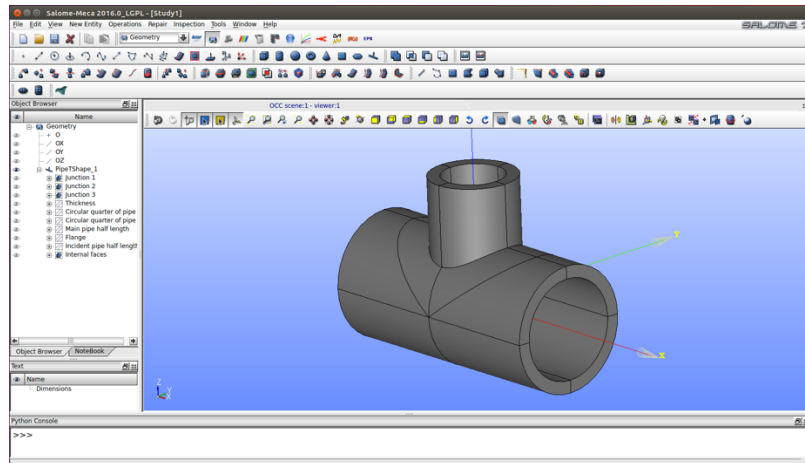 Salome-Meca 2016.0_LGPL - [Study1]
File Edit View New Entity Operations Repair Inspection Tools Window Help
SALOME 7
Geometry
Object Browser
OCC scene:1 - viewer:1
Name
Geometry
O
OX
OY
OZ
PipeTShape_1
Junction 1
Junction 2
Junction 3
Thickness
Circular quarter of pipe
Circular quarter of pipe
Main pipe half length
Flange
Incident pipe half length
Internal faces
Y
X
Object Browser NoteBook
Text
Name
Dimensions
Z
Y
X
Python Console
>>>